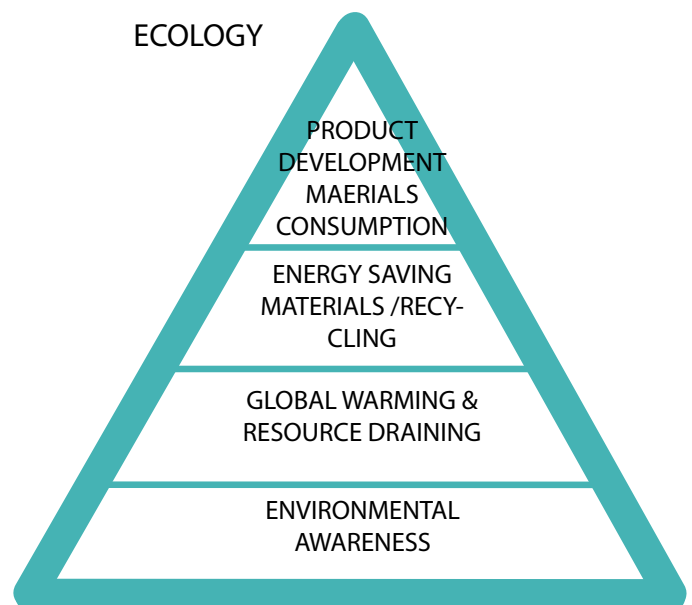 ECOLOGY
PRODUCT
DEVELOPMENT
MAERIALS
CONSUMPTION
ENERGY SAVING
MATERIALS /RECY-
CLING
GLOBAL WARMING &
RESOURCE DRAINING
ENVIRONMENTAL
AWARENESS